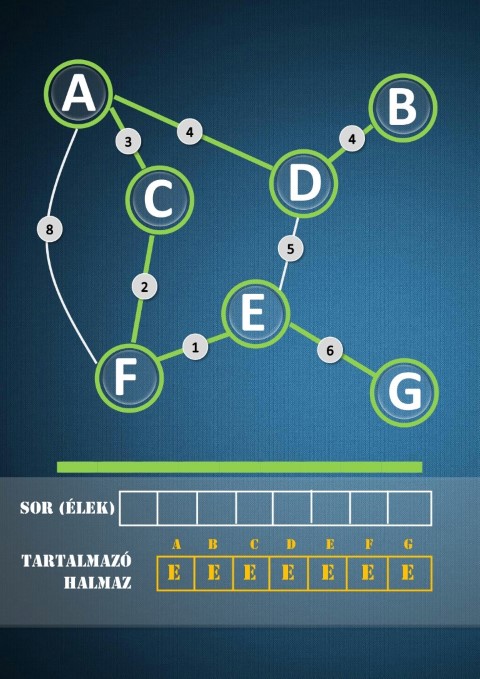 A
B
3
4
4
C
D
8
5
2
E
1
6
F
G
SOR (ÉLEK)
A B C D E F G
TARTALMAZÓ
HALMAZ
E E E E E E E